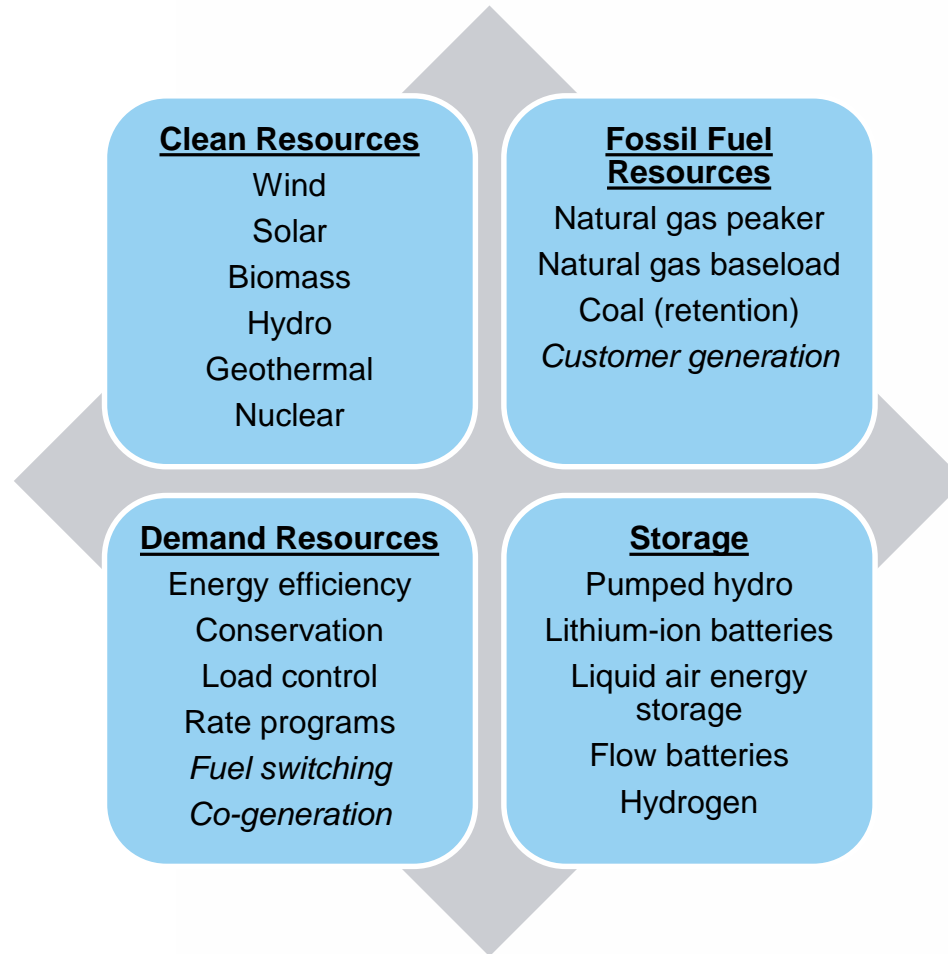 Clean Resources
Wind
Solar
Biomass
Hydro
Geothermal
Nuclear
Fossil Fuel
Resources
Natural gas peaker
Natural gas baseload
Coal (retention)
Customer generation
Demand Resources
Energy efficiency
Conservation
Load control
Rate programs
Fuel switching
Co-generation
Storage
Pumped hydro
Lithium-ion batteries
Liquid air energy
storage
Flow batteries
Hydrogen